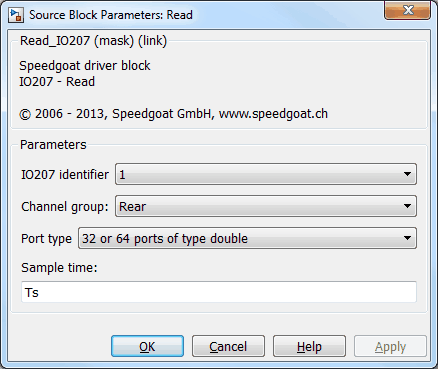 Source Block Parameters: Read
Read_IO207 (mask) (link)
Speedgoat driver block
IO207 - Read
© 2006 - 2013, Speedgoat GmbH, www.speedgoat.ch
Parameters
IO207 identifier 1
Channel group: Rear
Port type 32 or 64 ports of type double
Sample time:
Ts
OK Cancel Help Apply